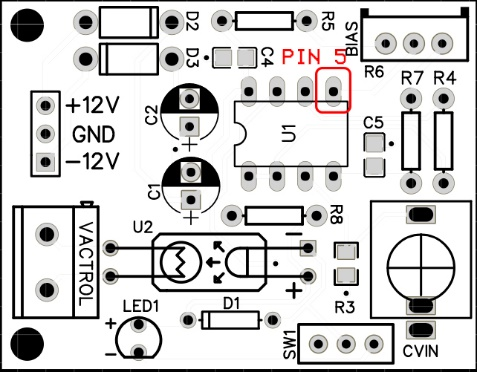 D2
R5
BIAS
D3
C4
PIN 5
R6
R7 R4
+12V
GND
-12V
C2
+
U1
C5
C1
+
R8
U2
VACTROL
-
+
LED1
+
-
D1
R3
SW1
CVIN